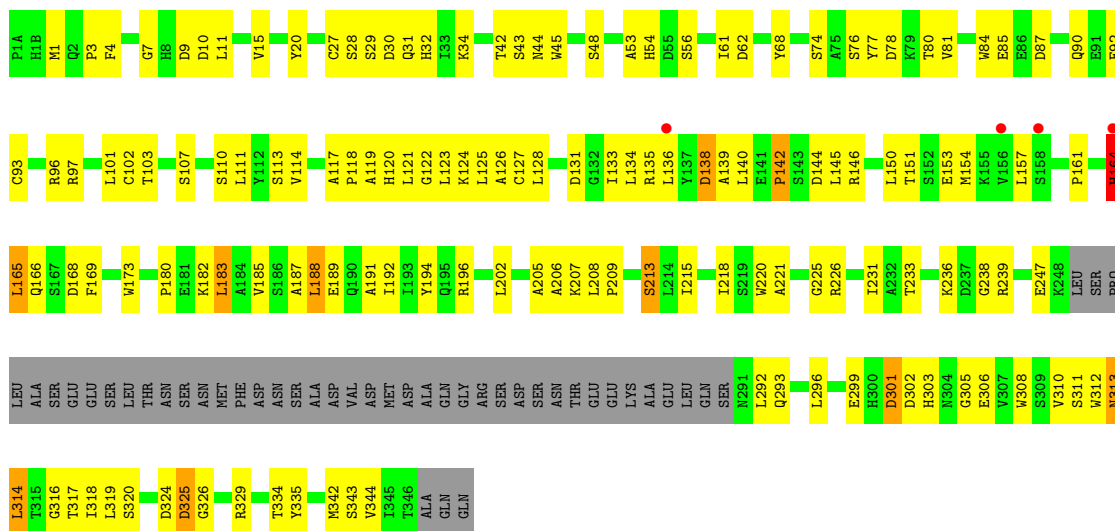 P1A H1B M1 Q2 P3 F4 G7 H8 D9 D10 L11 V15 Y20 C27 S28 S29 D30 Q31 H32 I33 K34 T42 S43 N44 W45 S48 A53 H54 D55 S56 I61 D62 Y68 S74 A75 S76 Y77 D78 K79 T80 V81 W84 E85 E86 D87 Q90 E91 E92
C93 R96 R97 L101 C102 T103 S107 S110 L111 Y112 S113 V114 A117 P118 A119 H120 L121 G122 L123 K124 L125 A126 C127 L128 D131 G132 I133 L134 R135 L136 Y137 D138 A139 L140 E141 P142 S143 D144 L145 R146 L150 T151 S152 E153 M154 K155 V156 L157 S158 P161 H164
L165 Q166 S167 D168 F169 W173 P180 E181 K182 L183 A184 V185 S186 A187 L188 E189 Q190 A191 I192 I193 Y194 Q195 R196 L202 A205 A206 K207 L208 P209 S213 L214 I215 I218 S219 W220 A221 G225 R226 I231 A232 T233 K236 D237 G238 R239 E247 K248 LEU SER PRO
LEU ALA SER GLU GLU SER LEU THR ASN SER ASN MET PHE ASP ASN SER ALA ASP VAL ASP MET ASP ALA GLN GLY ARG SER ASP SER ASN THR GLU GLU LYS ALA GLU LEU GLN SER N291 L292 Q293 L296 E299 H300 D301 D302 H303 N304 G305 E306 V307 W308 S309 V310 S311 W312 N313
L314 T315 G316 T317 I318 L319 S320 D324 D325 G326 R329 T334 Y335 M342 S343 V344 I345 T346 ALA GLN GLN